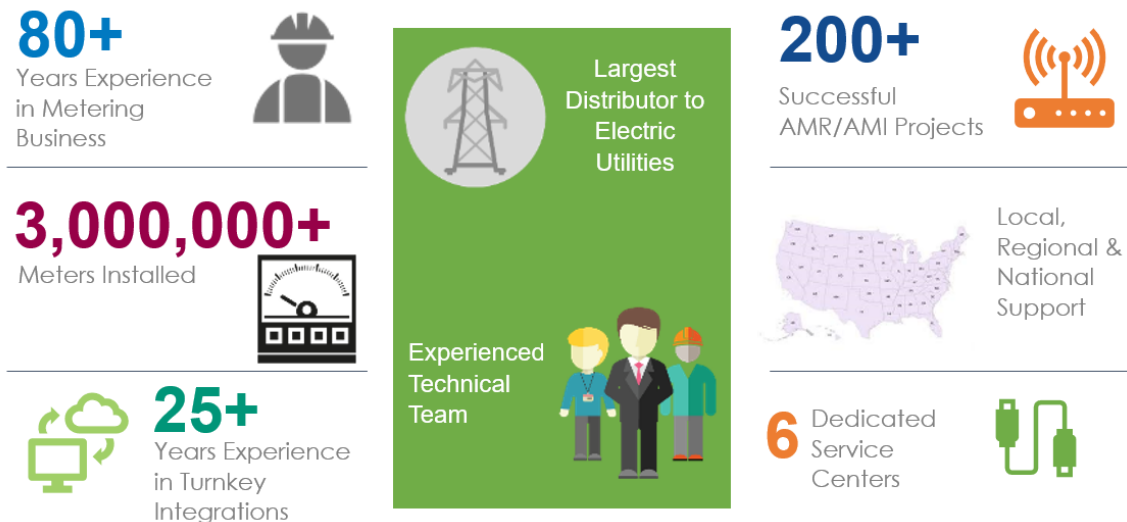 80+
Years Experience
in Metering
Business
3,000,000+
Meters Installed
25+
Years Experience
in Turnkey
Integrations
Largest
Distributor to
Electric
Utilities
Experienced
Technical
Team
200+
Successful
AMR/AMI Projects
Local,
Regional &
National
Support
6
Dedicated
Service
Centers